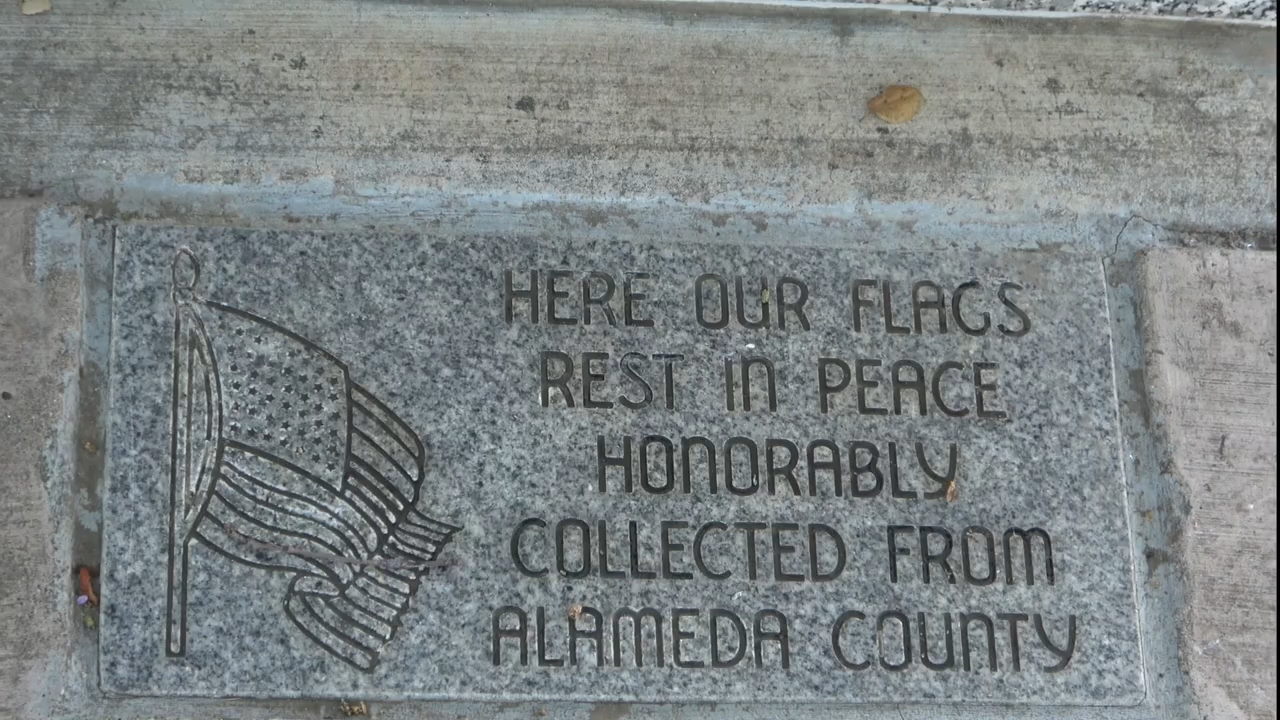 HERE OUR FLAGS
REST IN PEACE
HONORABLY
COLLECTED FROM
ALAMEDA COUNTY